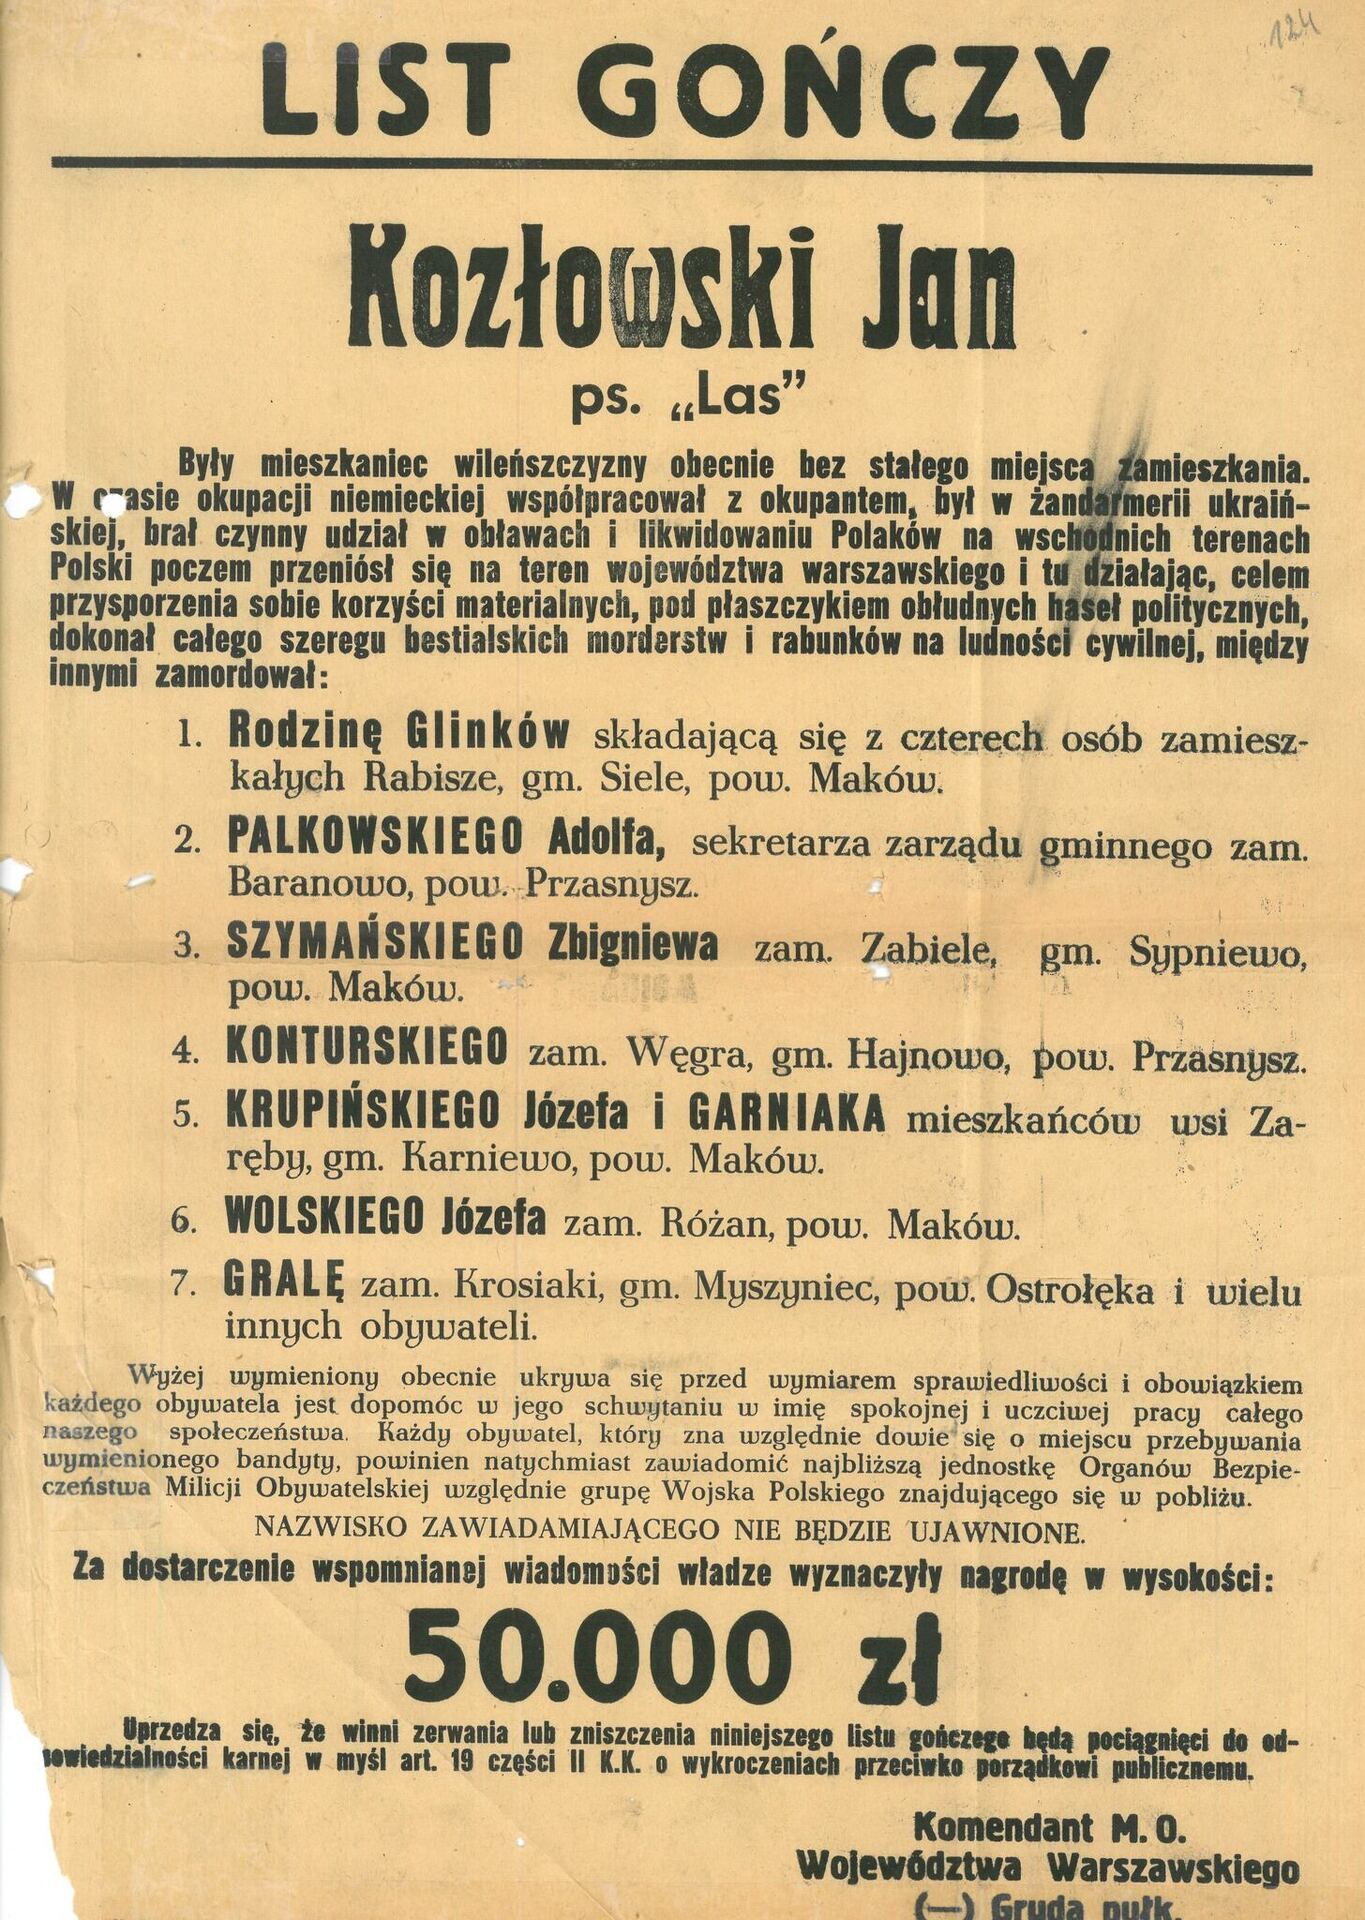 124
LIST GOŃCZY
Kozłowski Jan
ps. „Las”
Były mieszkaniec wileńszczyzny obecnie bez stałego miejsca zamieszkania.
W czasie okupacji niemieckiej współpracował z okupantem, był w żandarmerii ukraiń-
skiej, brał czynny udział w obławach i likwidowaniu Polaków na wschodnich terenach
Polski poczem przeniósł się na teren województwa warszawskiego i tu działając, celem
przysporzenia sobie korzyści materialnych, pod płaszczykiem obłudnych haseł politycznych,
dokonał całego szeregu bestialskich morderstw i rabunków na ludności cywilnej, między
innymi zamordował:
1. Rodzinę Glinków składającą się z czterech osób zamiesz-
kałych Rabisze, gm. Siele, pow. Maków.
2. PALKOWSKIEGO Adolfa, sekretarza zarządu gminnego zam.
Baranowo, pow. Przasnysz.
3. SZYMAŃSKIEGO Zbigniewa zam. Zabiele, gm. Sypniewo,
pow. Maków.
4. KONTURSKIEGO zam. Węgra, gm. Hajnowo, pow. Przasnysz.
5. KRUPIŃSKIEGO Józefa i GARNIAKA mieszkańców wsi Za-
ręby, gm. Karniewo, pow. Maków.
6. WOLSKIEGO Józefa zam. Różan, pow. Maków.
7. GRALĘ zam. Krosiaki, gm. Myszyniec, pow. Ostrołęka i wielu
innych obywateli.
Wyżej wymieniony obecnie ukrywa się przed wymiarem sprawiedliwości i obowiązkiem
każdego obywatela jest dopomóc w jego schwytaniu w imię spokojnej i uczciwej pracy całego
naszego społeczeństwa. Każdy obywatel, który zna względnie dowie się o miejscu przebywania
wymienionego bandyty, powinien natychmiast zawiadomić najbliższą jednostkę Organów Bezpie-
czeństwa Milicji Obywatelskiej względnie grupę Wojska Polskiego znajdującego się w pobliżu.
NAZWISKO ZAWIADAMIAJĄCEGO NIE BĘDZIE UJAWNIONE.
Za dostarczenie wspomnianej wiadomości władze wyznaczyły nagrodę w wysokości:
50.000 zł
Uprzedza się, że winni zerwania lub zniszczenia niniejszego listu gończego będą pociągnięci do od-
powiedzialności karnej w myśl art. 19 części II K.K. o wykroczeniach przeciwko porządkowi publicznemu.
Komendant M. O.
Województwa Warszawskiego
(—) Gruda pułk.